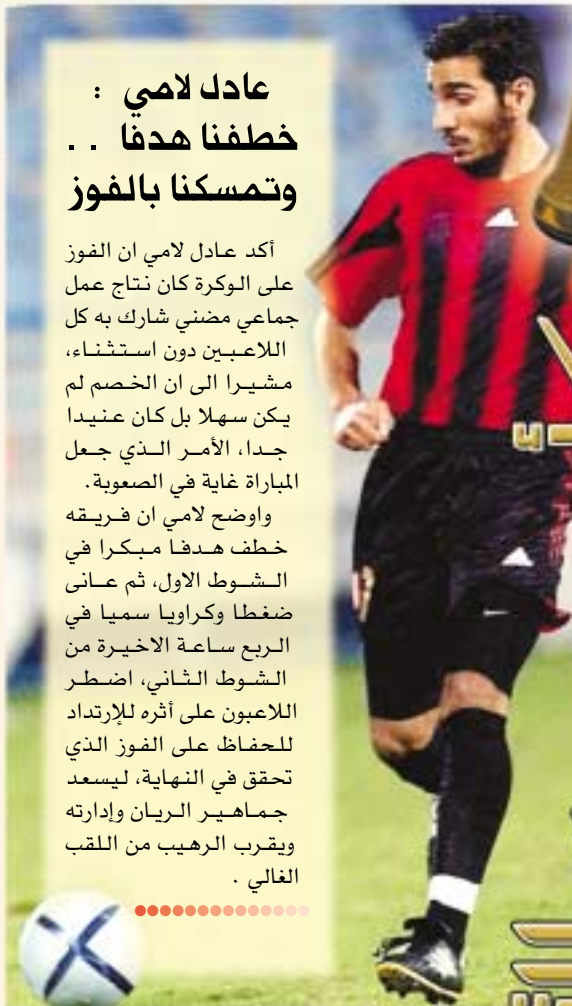 عادل لامي :
خطفنا هدفا . .
وتمسكنا بالفوز
أكد عادل لامي ان الفوز
على الوكرة كان نتاج عمل
جماعي مضني شارك به كل
اللاعبين دون استثناء،
مشيرا الى ان الخصم لم
يكن سهلا بل كان عنيدا
جدا، الأمر الذي جعل
المباراة غاية في الصعوبة.
واوضح لامي ان فريقه
خطف هدفا مبكرا في
الشوط الاول، ثم عانى
ضغطا وكراويا سميا في
الربع ساعة الاخيرة من
الشوط الثاني، اضطر
اللاعبون على أثره للإرتداد
للحفاظ على الفوز الذي
تحقق في النهاية، ليسعد
جماهير الريان وإدارته
ويقرب الرهيب من اللقب
الغالي .